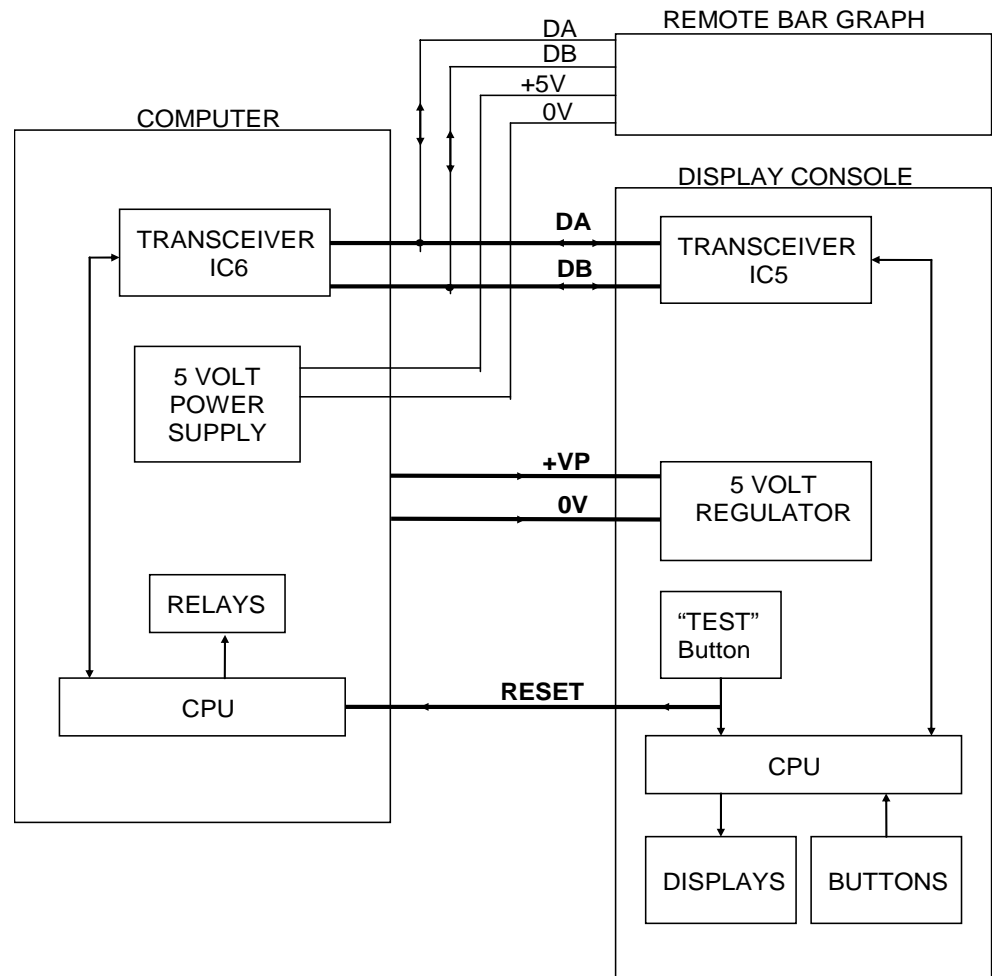 REMOTE BAR GRAPH
DA
DB
+5V
0V
COMPUTER
DISPLAY CONSOLE
TRANSCEIVER
IC6
DA
DB
TRANSCEIVER
IC5
5 VOLT
POWER
SUPPLY
+VP
0V
5 VOLT
REGULATOR
RELAYS
“TEST”
Button
CPU
RESET
CPU
DISPLAYS
BUTTONS